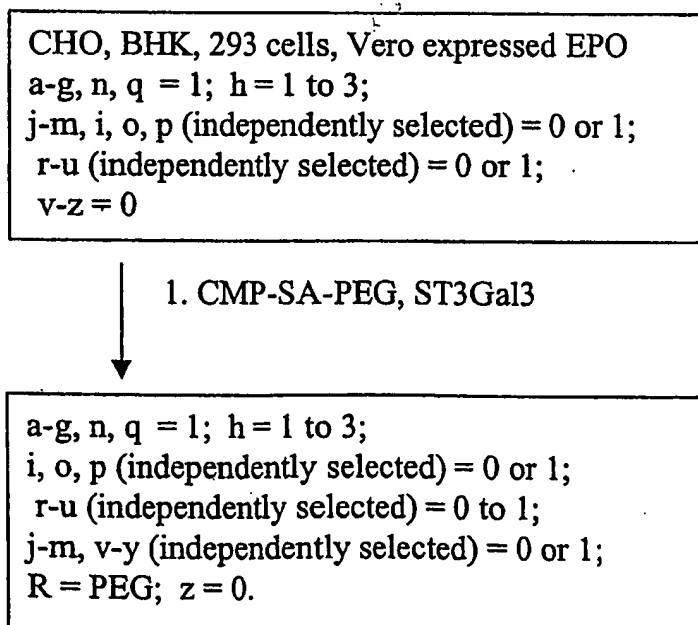 CHO, BHK, 293 cells, Vero expressed EPO
a-g, n, q = 1; h = 1 to 3;
j-m, i, o, p (independently selected) = 0 or 1;
r-u (independently selected) = 0 or 1;
v-z = 0
1. CMP-SA-PEG, ST3Gal3
a-g, n, q = 1; h = 1 to 3;
i, o, p (independently selected) = 0 or 1;
r-u (independently selected) = 0 to 1;
j-m, v-y (independently selected) = 0 or 1;
R = PEG; z = 0.